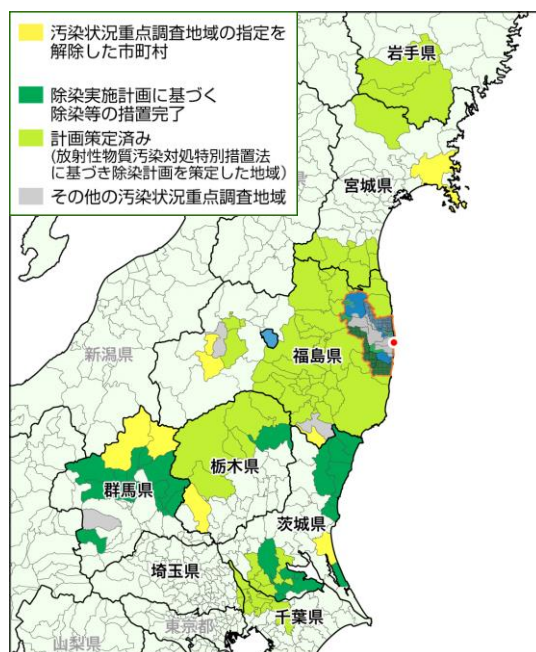 汚染状況重点調査地域の指定を
解除した市町村
除染実施計画に基づく
除染等の措置完了
計画策定済み
(放射性物質汚染対処特別措置法
に基づき除染計画を策定した地域)
その他の汚染状況重点調査地域
岩手県
宮城県
新潟県
福島県
栃木県
群馬県
茨城県
埼玉県
千葉県
東京都
山梨県